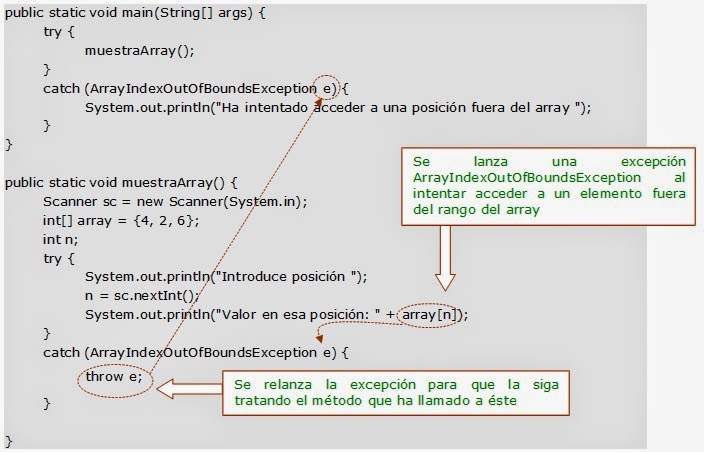 public static void main(String[] args) {
try {
muestraArray();
}
catch (ArrayIndexOutOfBoundsException e) {
System.out.println("Ha intentado acceder a una posición fuera del array ");
}
}
public static void muestraArray() {
Scanner sc = new Scanner(System.in);
int[] array = {4, 2, 6};
int n;
try {
System.out.println("Introduce posición ");
n = sc.nextInt();
System.out.println("Valor en esa posición: " + array[n]);
}
catch (ArrayIndexOutOfBoundsException e) {
throw e;
}
}
Se lanza una excepción
ArrayIndexOutOfBoundsException al
intentar acceder a un elemento fuera
del rango del array
Se relanza la excepción para que la siga
tratando el método que ha llamado a éste